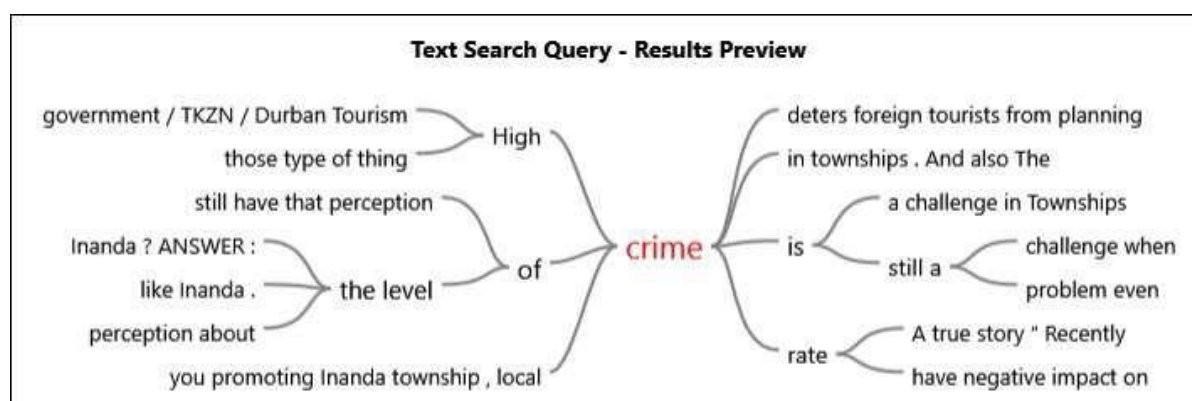 Text Search Query - Results Preview
government / TKZN / Durban Tourism
those type of thing
High
still have that perception
Inanda ? ANSWER :
like Inanda .
perception about
the level
of
you promoting Inanda township , local
crime
deters foreign tourists from planning
in townships . And also The
is
a challenge in Townships
still a
challenge when
problem even
rate
A true story " Recently
have negative impact on